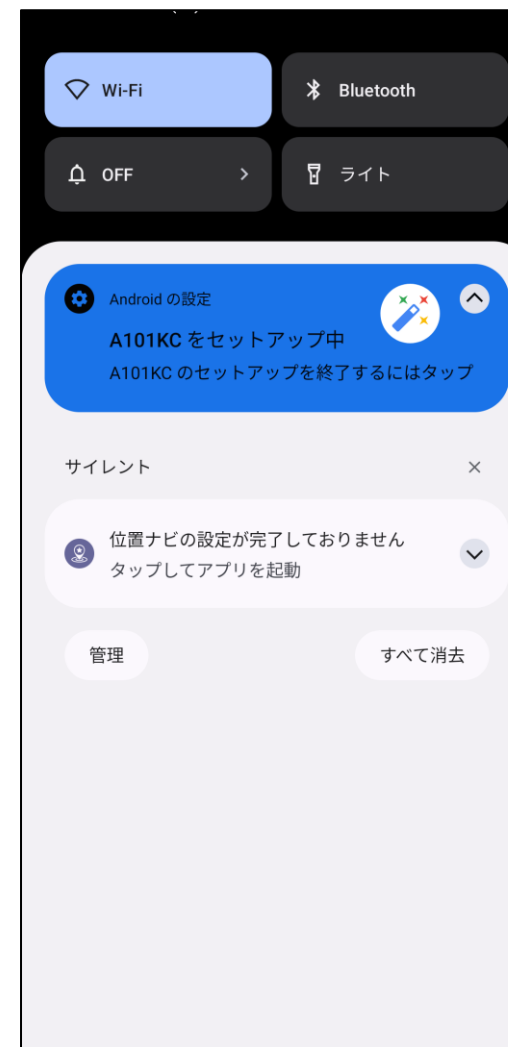 Wi-Fi
Bluetooth
OFF
ライト
Android の設定
A101KC をセットアップ中
A101KC のセットアップを終了するにはタップ
サイレント
位置ナビの設定が完了しておりません
タップしてアプリを起動
管理
すべて消去